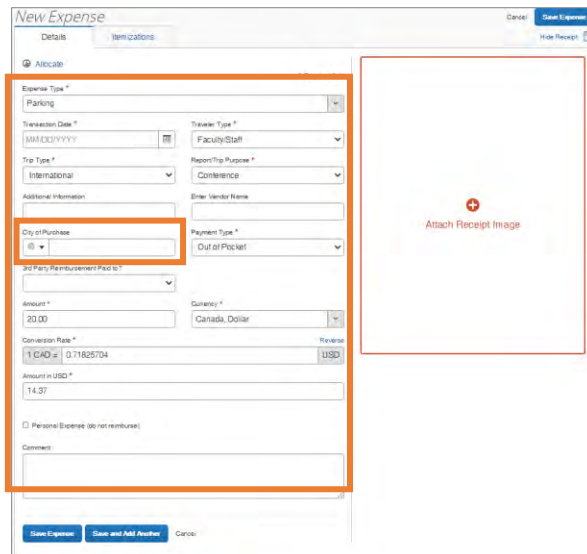 New Expense
Cancel Save Expense
Details Itemizations Hide Receipt
Allocate
Expense Type *
Parking
Transaction Date * Traveler Type *
MM/DD/YYYY Faculty/Staff
Trip Type * Report/Trip Purpose *
International Conference
Additional Information Enter Vendor Name
City of Purchase Payment Type *
Out of Pocket
3rd Party Reimbursement Paid to?
Amount * Currency *
20.00 Canada, Dollar
Conversion Rate * Reverse
1 CAD = 0.71825704 USD
Amount in USD *
14.37
Personal Expense (do not reimburse)
Comment
Attach Receipt Image
Save Expense Save and Add Another Cancel